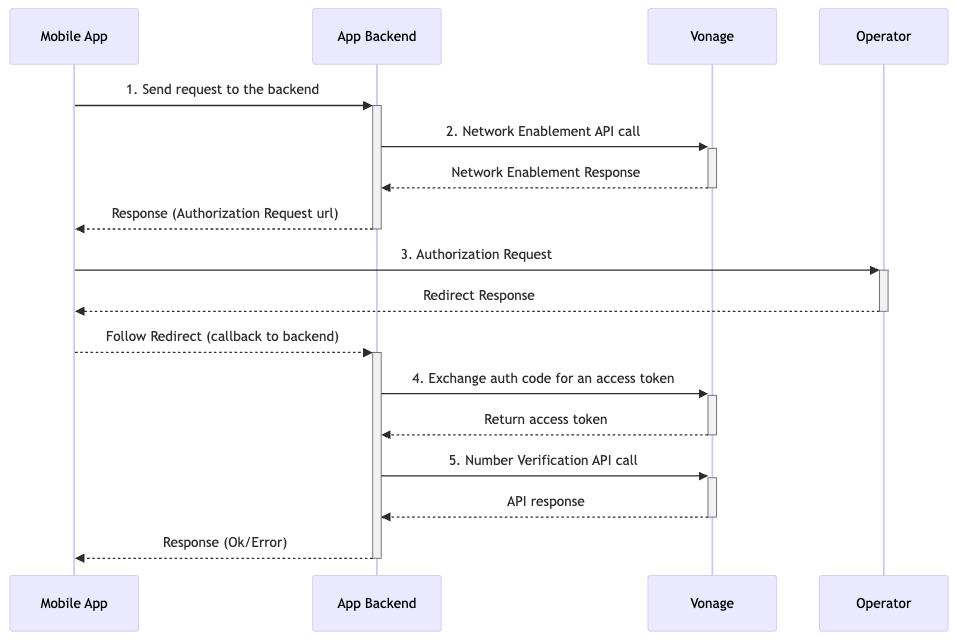 Mobile App
App Backend
Vonage
Operator
1. Send request to the backend
2. Network Enablement API call
Network Enablement Response
Response (Authorization Request url)
3. Authorization Request
Redirect Response
Follow Redirect (callback to backend)
4. Exchange auth code for an access token
Return access token
5. Number Verification API call
API response
Response (Ok/Error)
Mobile App
App Backend
Vonage
Operator